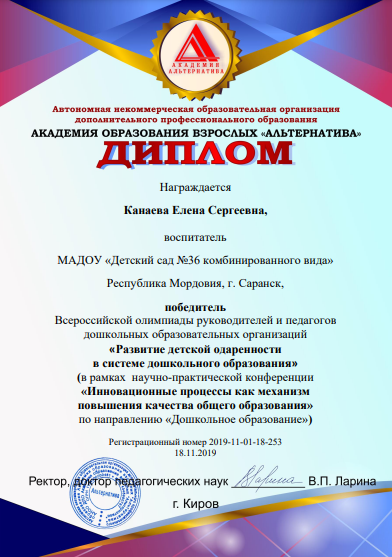 АКАДЕМИЯ
АЛЬТЕРНАТИВА
Автономная некоммерческая образовательная организация
дополнительного профессионального образования
АКАДЕМИЯ ОБРАЗОВАНИЯ ВЗРОСЛЫХ «АЛЬТЕРНАТИВА»
ДИПЛОМ
Награждается
Канаева Елена Сергеевна,
воспитатель
МАДОУ «Детский сад №36 комбинированного вида»
Республика Мордовия, г. Саранск,
победитель
Всероссийской олимпиады руководителей и педагогов
дошкольных образовательных организаций
«Развитие детской одаренности
в системе дошкольного образования»
(в рамках научно-практической конференции
«Инновационные процессы как механизм
повышения качества общего образования»
по направлению «Дошкольное образование»)
Регистрационный номер 2019-11-01-18-253
18.11.2019
Ректор, доктор педагогических наук В.П. Ларина
Альтернатива
г. Киров